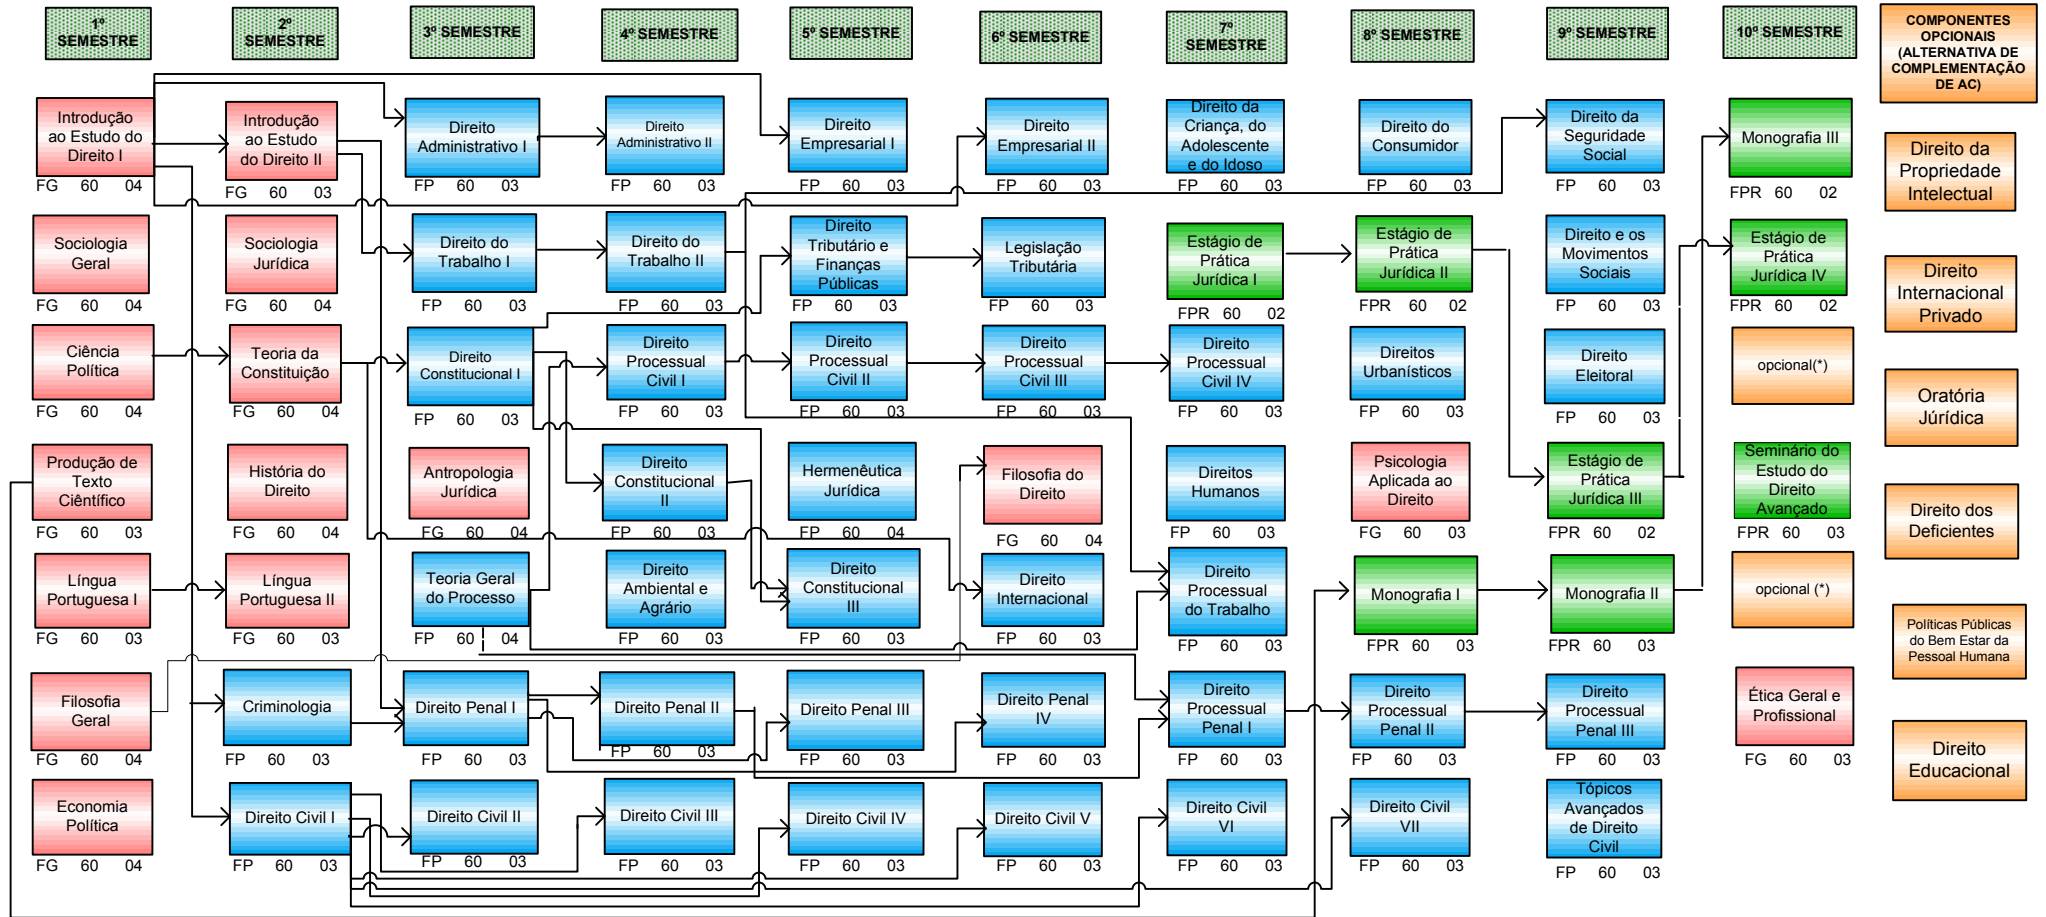 1º
SEMESTRE
2º
SEMESTRE
3º SEMESTRE
4º SEMESTRE
5º SEMESTRE
6º SEMESTRE
7º
SEMESTRE
8º SEMESTRE
9º SEMESTRE
10º SEMESTRE
COMPONENTES
OPCIONAIS
(ALTERNATIVA DE
COMPLEMENTAÇÃO
DE AC)
Introdução
ao Estudo do
Direito I
FG 60 04
Introdução
ao Estudo
do Direito II
FG 60 03
Direito
Administrativo I
FP 60 03
Direito
Administrativo II
FP 60 03
Direito
Empresarial I
FP 60 03
Direito
Empresarial II
FP 60 03
Direito da
Criança, do
Adolescente
e do Idoso
FP 60 03
Direito do
Consumidor
FP 60 03
Direito da
Seguridade
Social
FP 60 03
Monografia III
FPR 60 02
Direito da
Propriedade
Intelectual
Sociologia
Geral
FG 60 04
Sociologia
Jurídica
FG 60 04
Direito do
Trabalho I
FP 60 03
Direito do
Trabalho II
FP 60 03
Direito
Tributário e
Finanças
Públicas
FP 60 03
Legislação
Tributária
FP 60 03
Estágio de
Prática
Jurídica I
FPR 60 02
Estágio de
Prática
Jurídica II
FPR 60 02
Direito e os
Movimentos
Sociais
FP 60 03
Estágio de
Prática
Jurídica IV
FPR 60 02
Direito
Internacional
Privado
Ciência
Política
FG 60 04
Teoria da
Constituição
FG 60 04
Direito
Constitucional I
FP 60 03
Direito
Processual
Civil I
FP 60 03
Direito
Processual
Civil II
FP 60 03
Direito
Processual
Civil III
FP 60 03
Direito
Processual
Civil IV
FP 60 03
Direitos
Urbanísticos
FP 60 03
Direito
Eleitoral
FP 60 03
opcional(*)
Oratória
Jurídica
Produção de
Texto
Ciêntífico
FG 60 03
História do
Direito
FG 60 04
Antropologia
Jurídica
FG 60 04
Direito
Constitucional
II
FP 60 03
Hermenêutica
Jurídica
FP 60 04
Filosofia do
Direito
FG 60 04
Direitos
Humanos
FP 60 03
Psicologia
Aplicada ao
Direito
FG 60 03
Estágio de
Prática
Jurídica III
FPR 60 02
Seminário do
Estudo do
Direito
Avançado
FPR 60 03
Direito dos
Deficientes
Língua
Portuguesa I
FG 60 03
Língua
Portuguesa II
FG 60 03
Teoria Geral
do Processo
FP 60 04
Direito
Ambiental e
Agrário
FP 60 03
Direito
Constitucional
III
FP 60 03
Direito
Internacional
FP 60 03
Direito
Processual
do Trabalho
FP 60 03
Monografia I
FPR 60 03
Monografia II
FPR 60 03
opcional (*)
Políticas Públicas
do Bem Estar da
Pessoal Humana
Filosofia
Geral
FG 60 04
Criminologia
FP 60 03
Direito Penal I
FP 60 03
Direito Penal II
FP 60 03
Direito Penal III
FP 60 03
Direito Penal
IV
FP 60 03
Direito
Processual
Penal I
FP 60 03
Direito
Processual
Penal II
FP 60 03
Direito
Processual
Penal III
FP 60 03
Ética Geral e
Profissional
FG 60 03
Direito
Educacional
Economia
Política
FG 60 04
Direito Civil I
FP 60 03
Direito Civil II
FP 60 03
Direito Civil III
FP 60 03
Direito Civil IV
FP 60 03
Direito Civil V
FP 60 03
Direito Civil
VI
FP 60 03
Direito Civil
VII
FP 60 03
Tópicos
Avançados
de Direito
Civil
FP 60 03